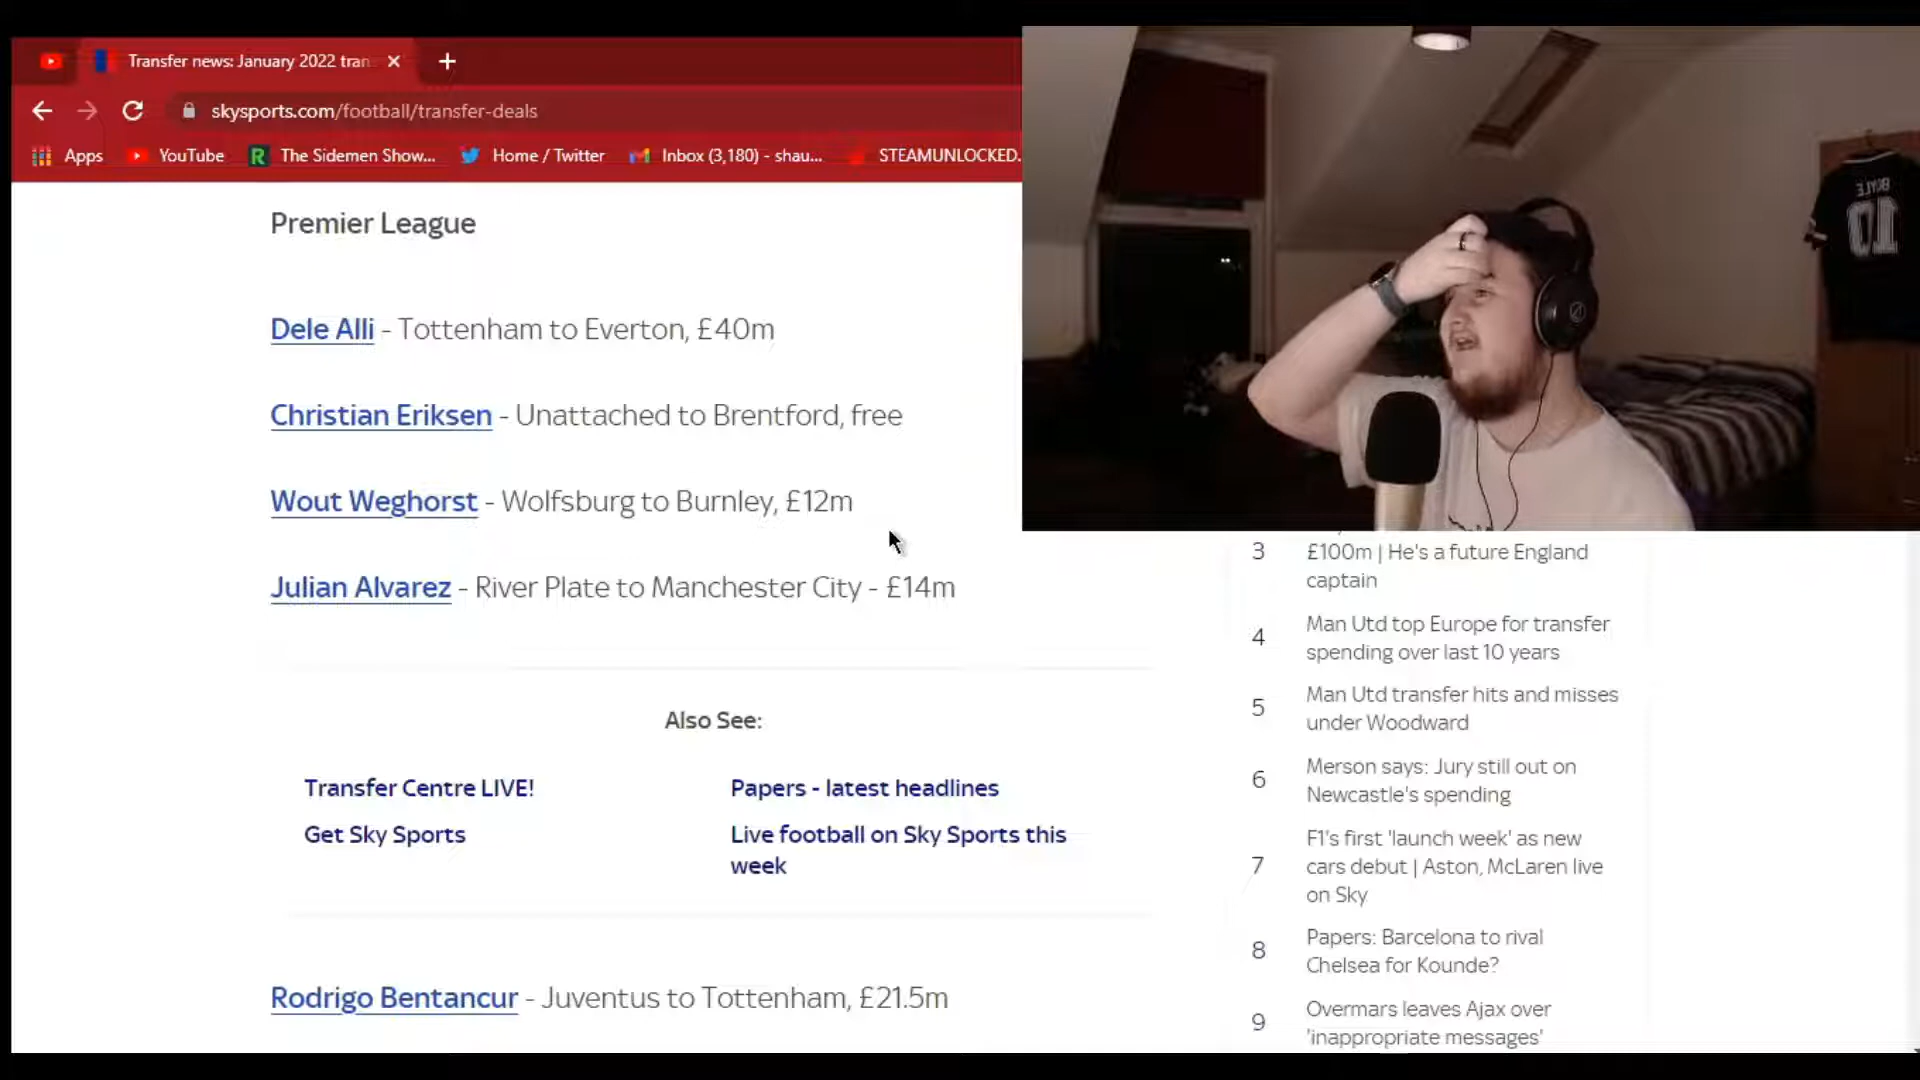 Transfer news: January 2022 tran
skysports.com/football/transfer-deals
Apps
YouTube
The Sidemen Show...
Home / Twitter
Inbox (3,180) - shau...
STEAMUNLOCKED.
BOYLE
10
Premier League
Dele Alli - Tottenham to Everton, £40m
Christian Eriksen - Unattached to Brentford, free
Wout Weghorst - Wolfsburg to Burnley, £12m
Julian Alvarez - River Plate to Manchester City - £14m
Also See:
Transfer Centre LIVE!
Papers - latest headlines
Get Sky Sports
Live football on Sky Sports this
week
Rodrigo Bentancur - Juventus to Tottenham, £21.5m
3
£100m | He's a future England
captain
4
Man Utd top Europe for transfer
spending over last 10 years
5
Man Utd transfer hits and misses
under Woodward
6
Merson says: Jury still out on
Newcastle's spending
7
F1's first 'launch week' as new
cars debut | Aston, McLaren live
on Sky
8
Papers: Barcelona to rival
Chelsea for Kounde?
9
Overmars leaves Ajax over
'inappropriate messages'